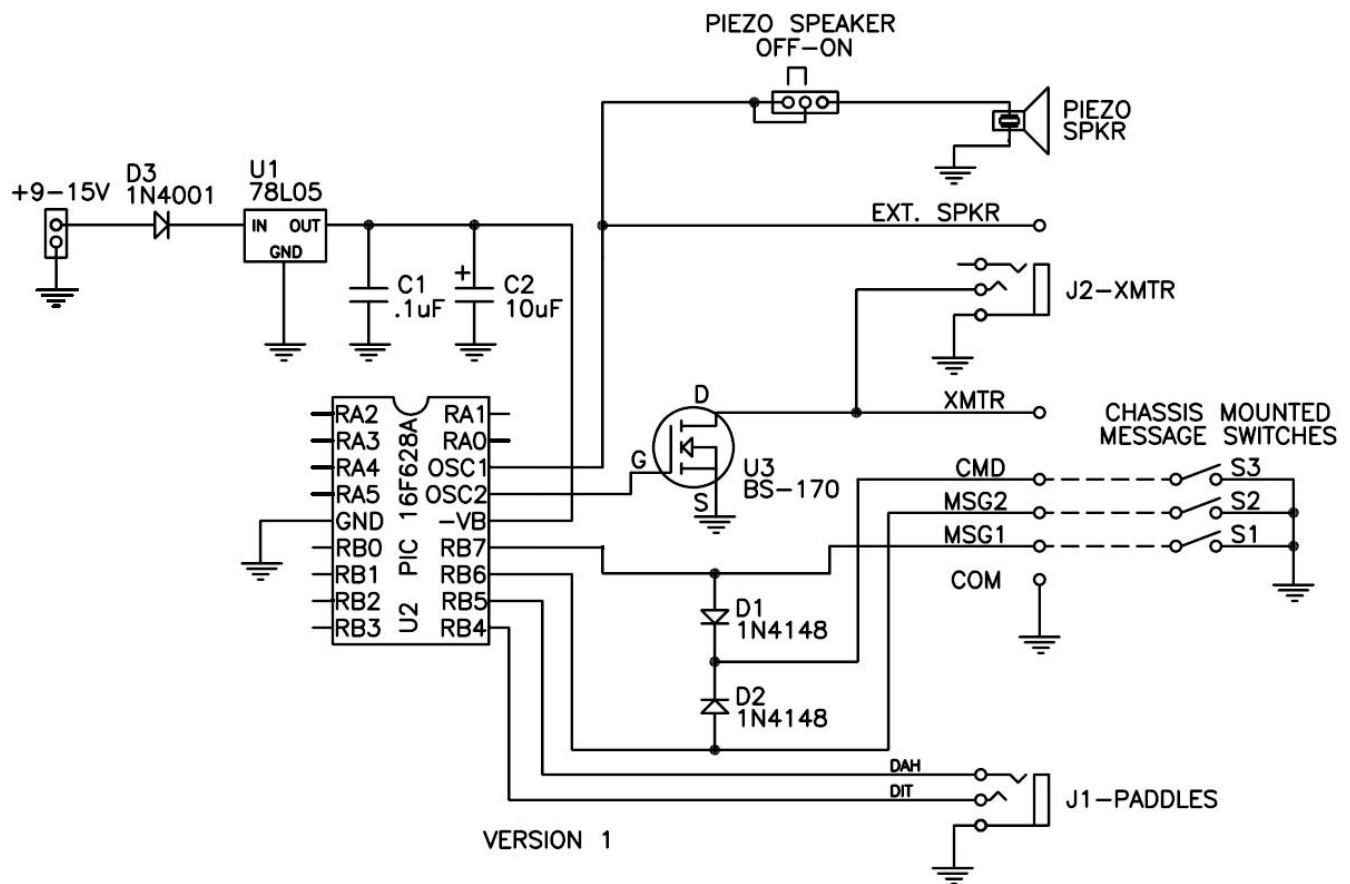 PIEZO SPEAKER
OFF-ON
PIEZO
SPKR
+9-15V
D3
1N4001
U1
78L05
IN OUT
GND
C1
.1uF
+
C2
10uF
EXT. SPKR
J2-XMTR
XMTR
D
G
S
U3
BS-170
CHASSIS MOUNTED
MESSAGE SWITCHES
CMD
S3
MSG2
S2
MSG1
S1
COM
RA2
RA3
RA4
RA5
GND
RB0
RB1
RB2
RB3
U2 PIC 16F628A
RA1
RA0
OSC1
OSC2
-VB
RB7
RB6
RB5
RB4
D1
1N4148
D2
1N4148
DAH
DIT
J1-PADDLES
VERSION 1